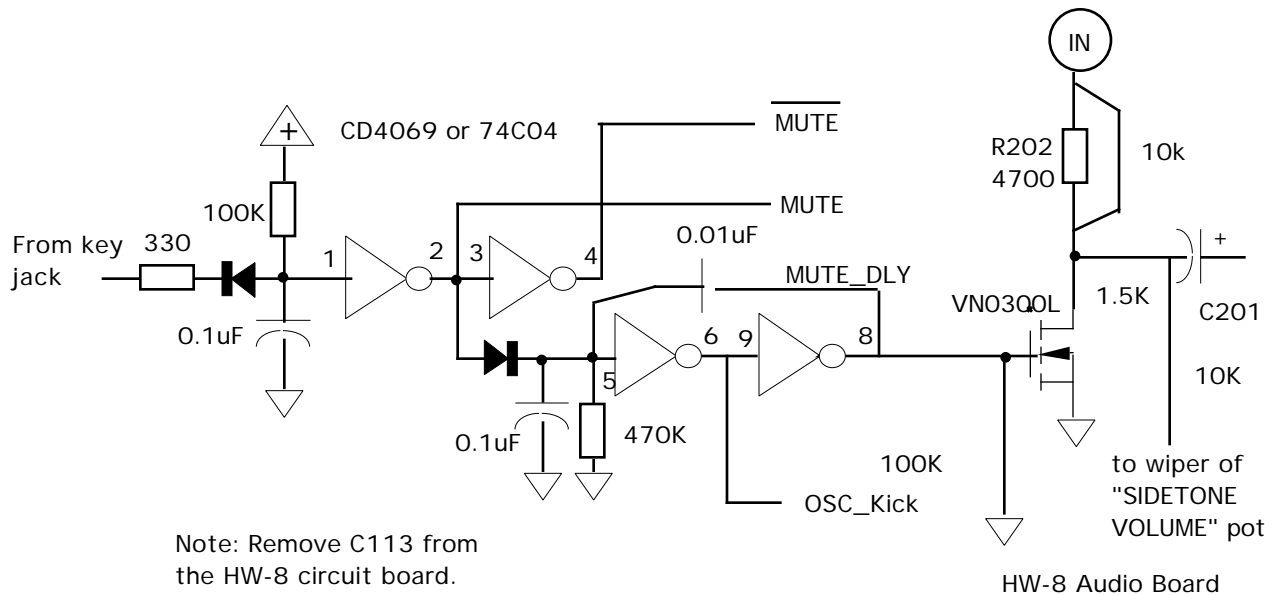 IN
+
CD4069 or 74C04
MUTE
R202
4700
10k
100K
MUTE
From key
jack
330
1
2
3
4
0.01uF
+
MUTE_DLY
VN0300L
1.5K
C201
0.1uF
6
9
8
5
10K
0.1uF
470K
100K
to wiper of
"SIDETONE
VOLUME" pot
OSC_Kick
Note: Remove C113 from
the HW-8 circuit board.
HW-8 Audio Board